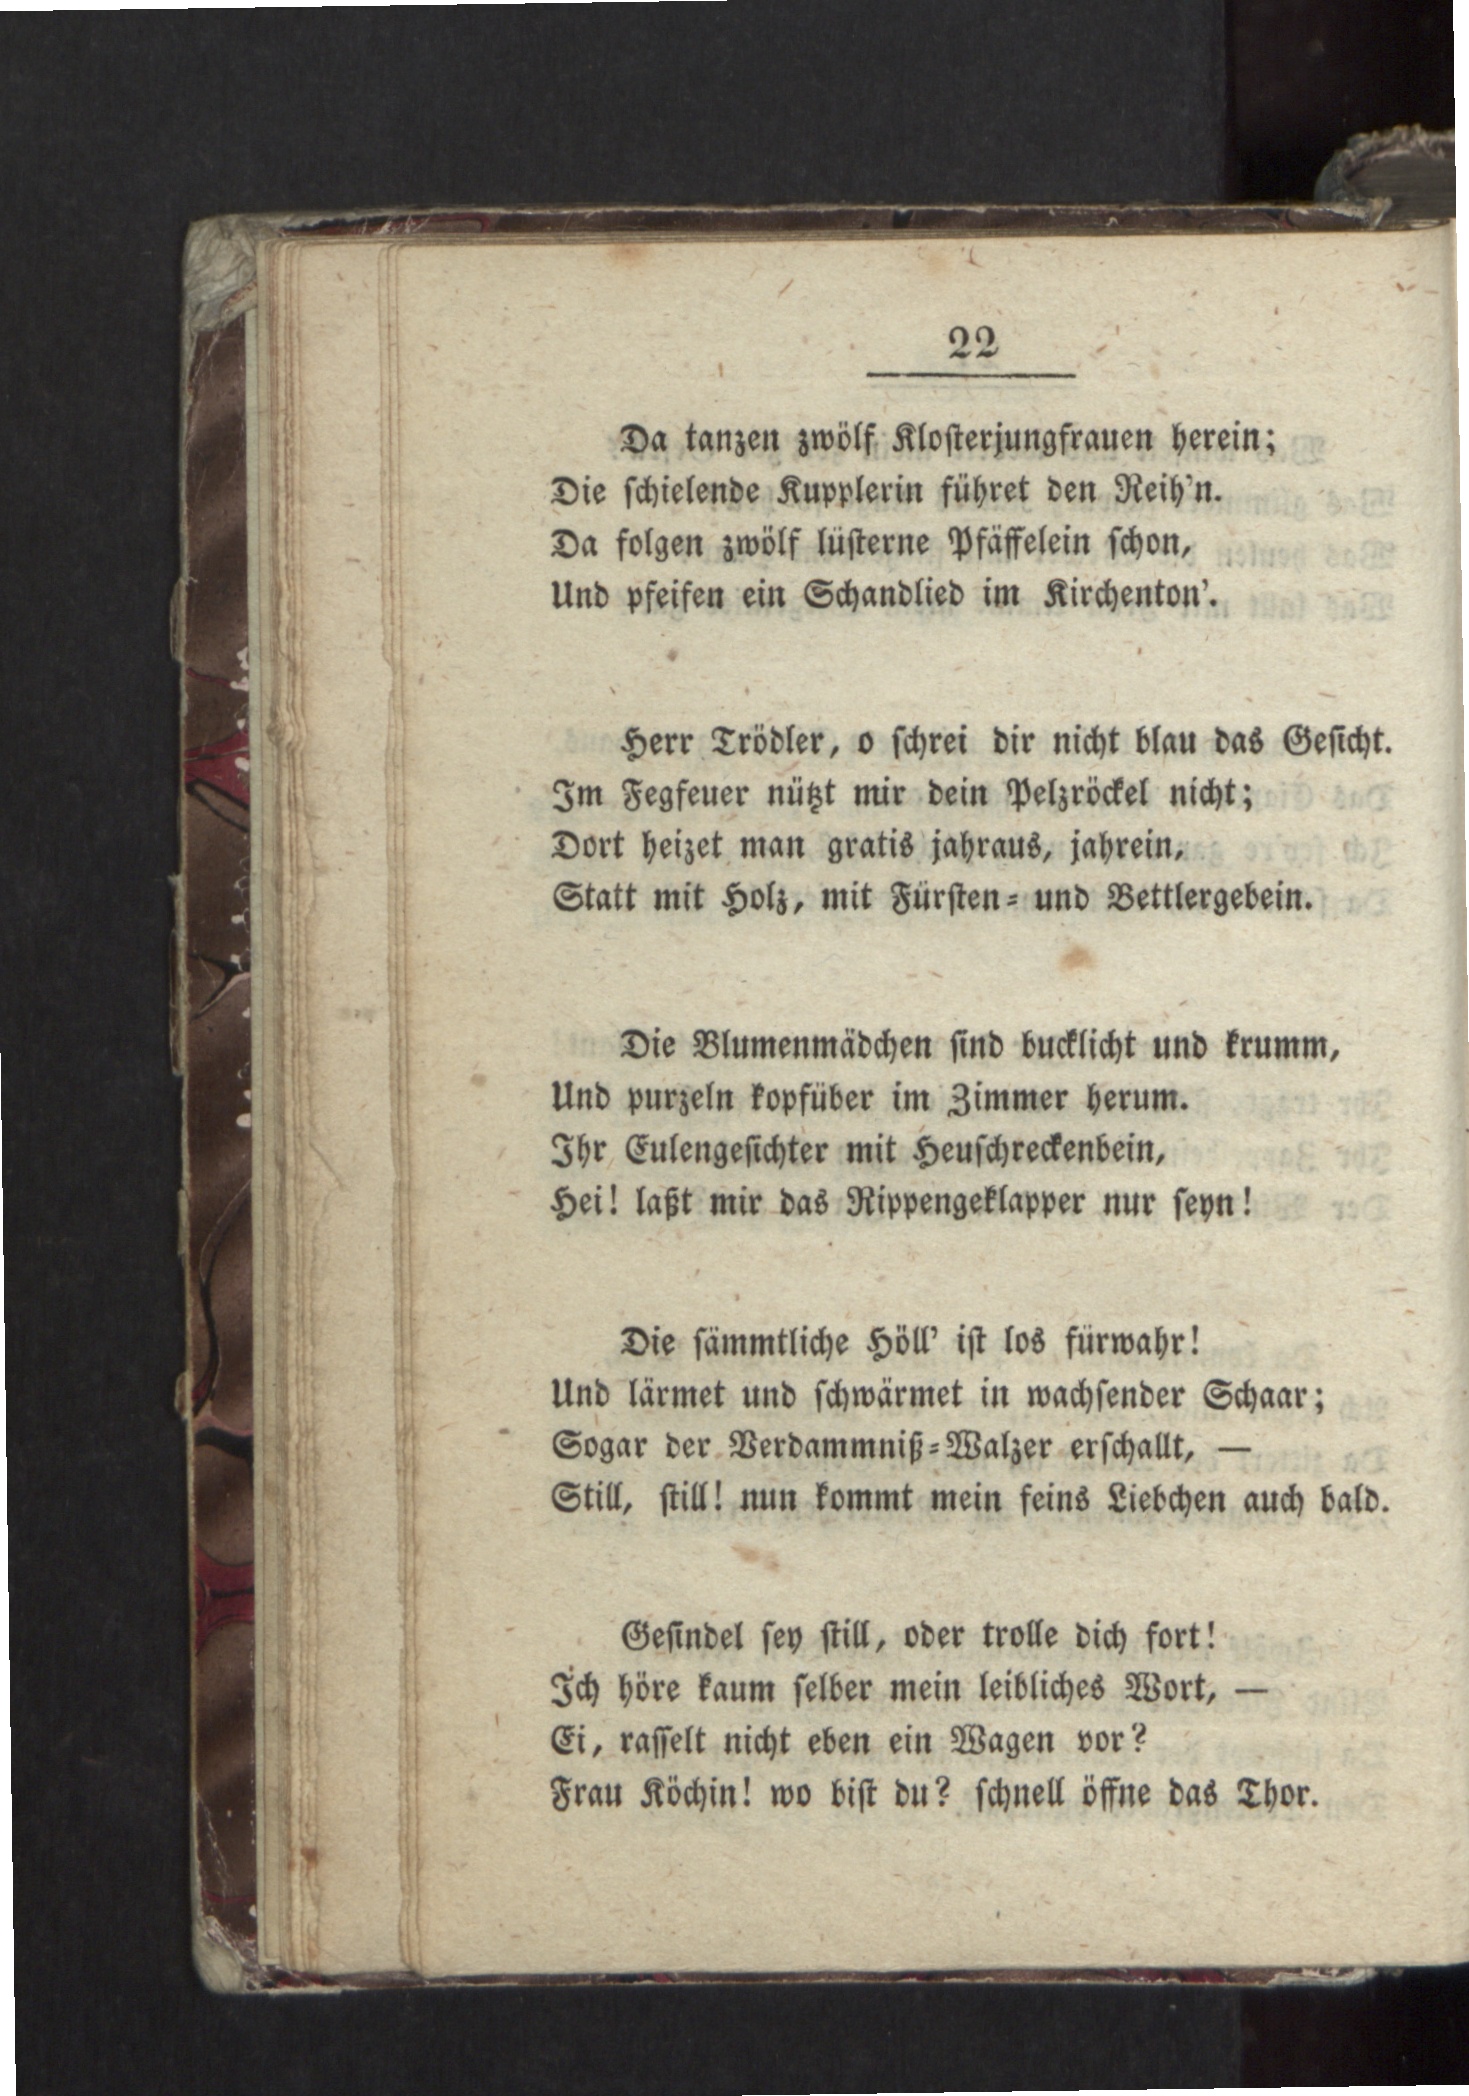 22
Da tanzen zwölf Kloſterjungfrauen herein;
Die ſchielende Kupplerin führet den Reih'n.
Da folgen zwölf lüſterne Pfäffelein ſchon,
Und pfeifen ein Schandlied im Kirchenton'.
Herr Trödler, o ſchrei dir nicht blau das Geſicht.
Im Fegfeuer nützt mir dein Pelzröckel nicht;
Dort heizet man gratis jahraus, jahrein,
Statt mit Holz, mit Fürſten- und Bettlergebein.
Die Blumenmädchen ſind bucklicht und krumm,
Und purzeln kopfüber im Zimmer herum.
Ihr Eulengeſichter mit Heuſchreckenbein,
Hei! laßt mir das Rippengeklapper nur ſeyn!
Die ſämmtliche Höll' iſt los fürwahr!
Und lärmet und ſchwärmet in wachſender Schaar;
Sogar der Verdammniß-Walzer erſchallt, —
Still, ſtill! nun kommt mein feins Liebchen auch bald.
Geſindel ſey ſtill, oder trolle dich fort!
Ich höre kaum ſelber mein leibliches Wort, —
Ei, raſſelt nicht eben ein Wagen vor?
Frau Köchin! wo biſt du? ſchnell öffne das Thor.